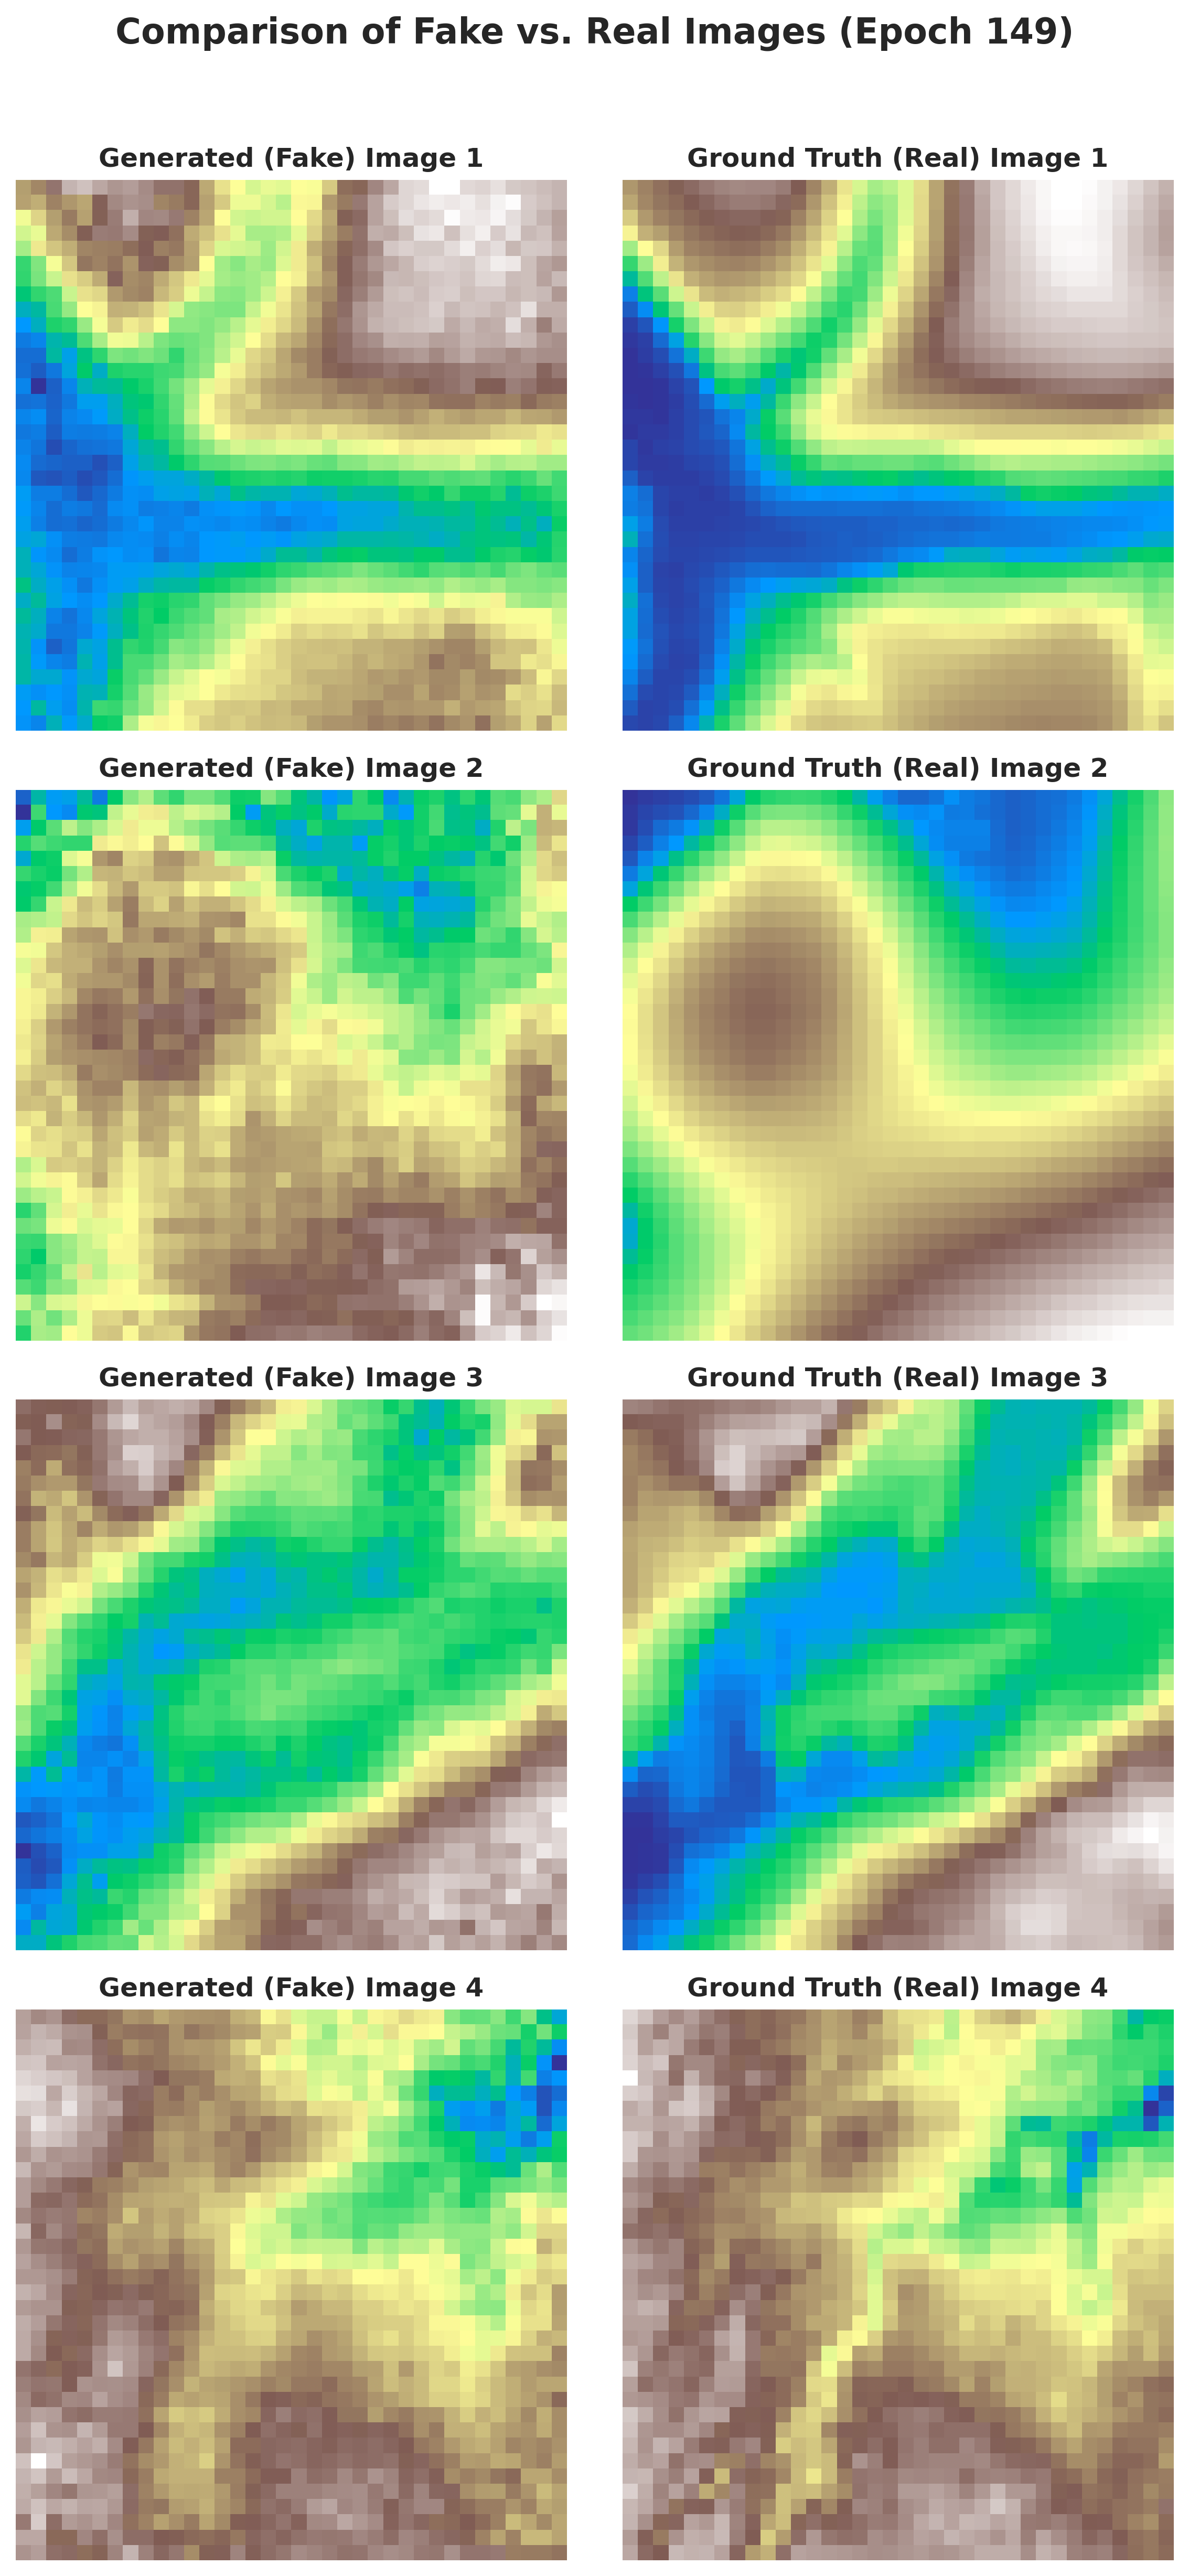 Comparison of Fake vs. Real Images (Epoch 149)
Generated (Fake) Image 1
Ground Truth (Real) Image 1
Generated (Fake) Image 2
Ground Truth (Real) Image 2
Generated (Fake) Image 3
Ground Truth (Real) Image 3
Generated (Fake) Image 4
Ground Truth (Real) Image 4